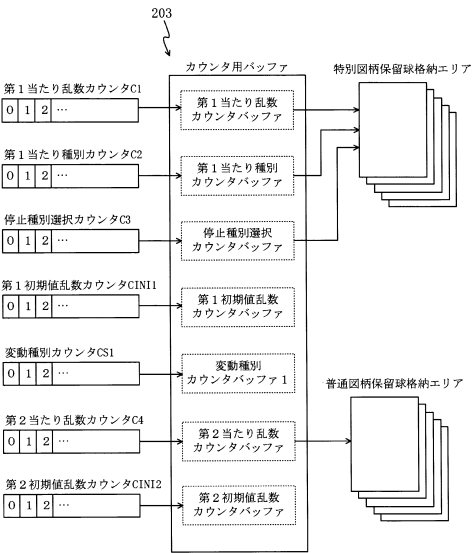 203
カウンタ用バッファ
特別図柄保留球格納エリア
第1当たり乱数カウンタC1
0 1 2 …
第1当たり乱数
カウンタバッファ
第1当たり種別カウンタC2
0 1 2 …
第1当たり種別
カウンタバッファ
停止種別選択カウンタC3
0 1 2 …
停止種別選択
カウンタバッファ
第1初期値乱数カウンタCINI1
0 1 2 …
第1初期値乱数
カウンタバッファ
変動種別カウンタCS1
0 1 2 …
変動種別
カウンタバッファ1
普通図柄保留球格納エリア
第2当たり乱数カウンタC4
0 1 2 …
第2当たり乱数
カウンタバッファ
第2初期値乱数カウンタCINI2
0 1 2 …
第2初期値乱数
カウンタバッファ